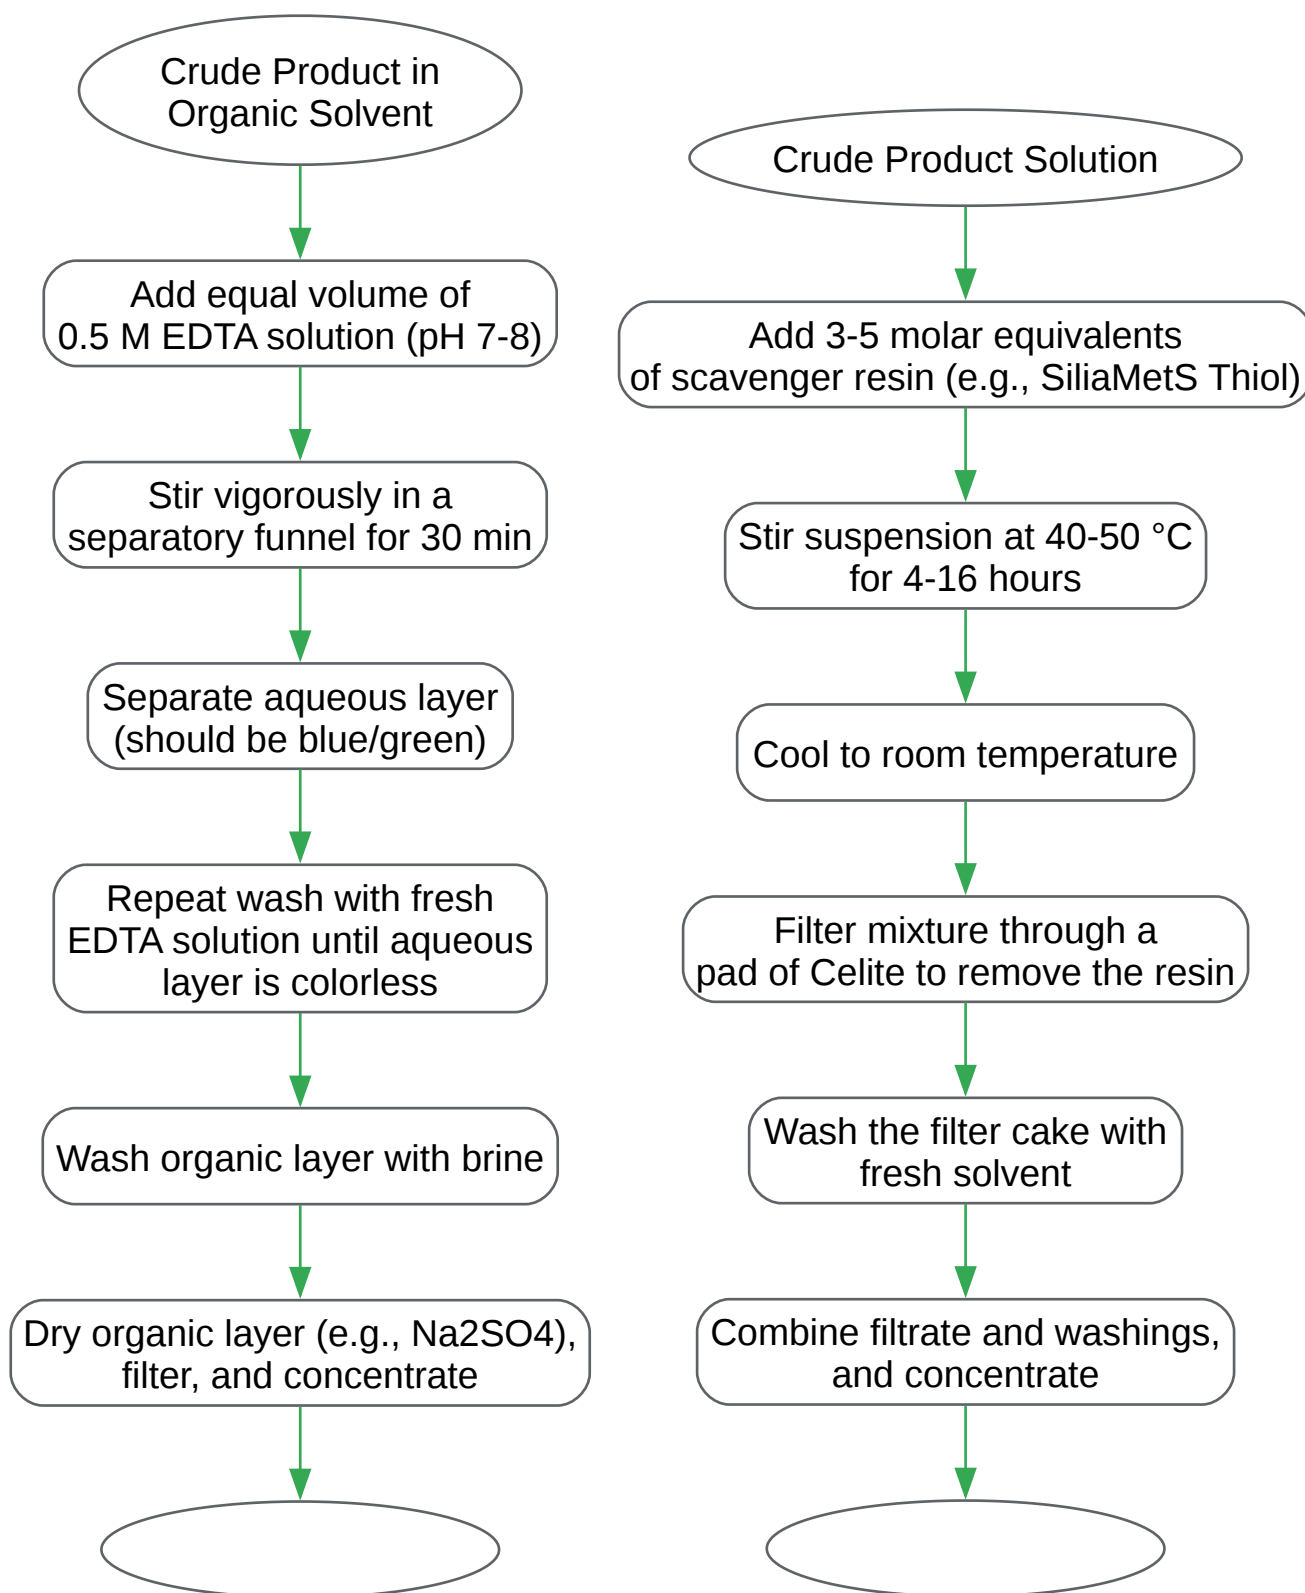 Crude Product in
Organic Solvent
Add equal volume of
0.5 M EDTA solution (pH 7-8)
Stir vigorously in a
separatory funnel for 30 min
Separate aqueous layer
(should be blue/green)
Repeat wash with fresh
EDTA solution until aqueous
layer is colorless
Wash organic layer with brine
Dry organic layer (e.g., Na2SO4),
filter, and concentrate
Crude Product Solution
Add 3-5 molar equivalents
of scavenger resin (e.g., SiliaMetS Thiol)
Stir suspension at 40-50 °C
for 4-16 hours
Cool to room temperature
Filter mixture through a
pad of Celite to remove the resin
Wash the filter cake with
fresh solvent
Combine filtrate and washings,
and concentrate